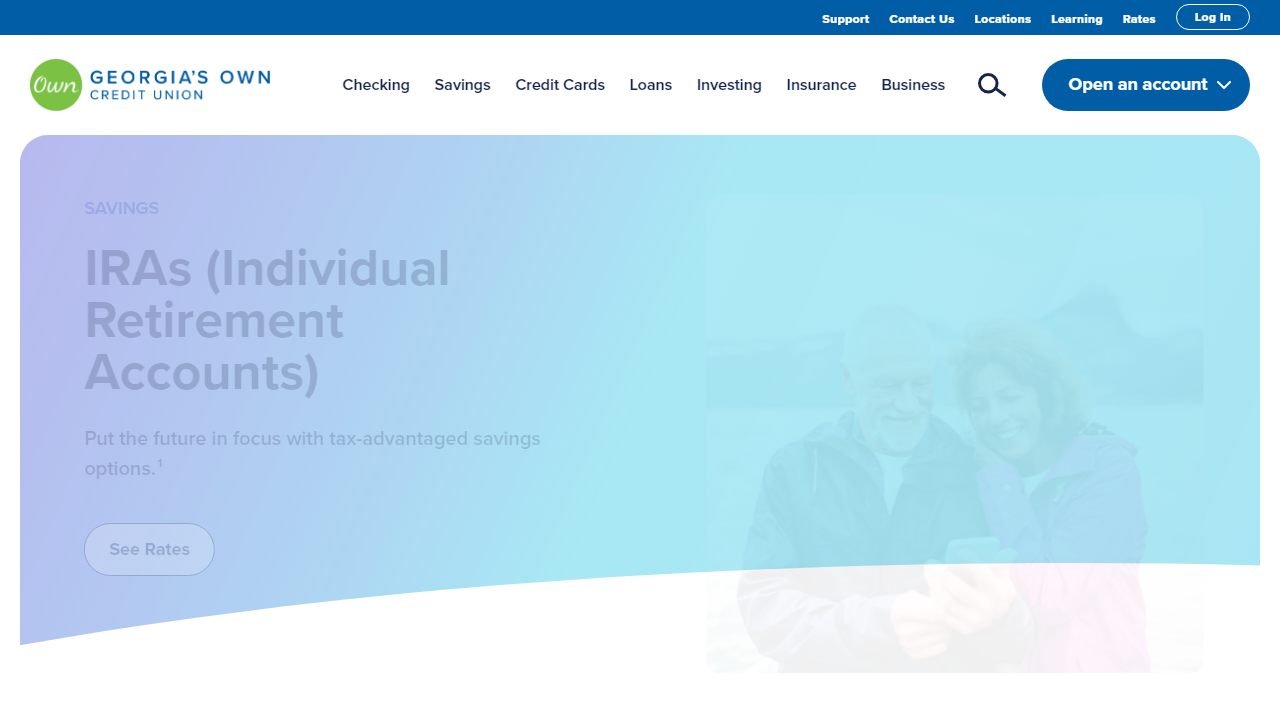 Support Contact Us Locations Learning Rates Log In
Own GEORGIA'S OWN
CREDIT UNION
Checking Savings Credit Cards Loans Investing Insurance Business
Open an account
SAVINGS
IRAs (Individual
Retirement
Accounts)
Put the future in focus with tax-advantaged savings
options.¹
See Rates